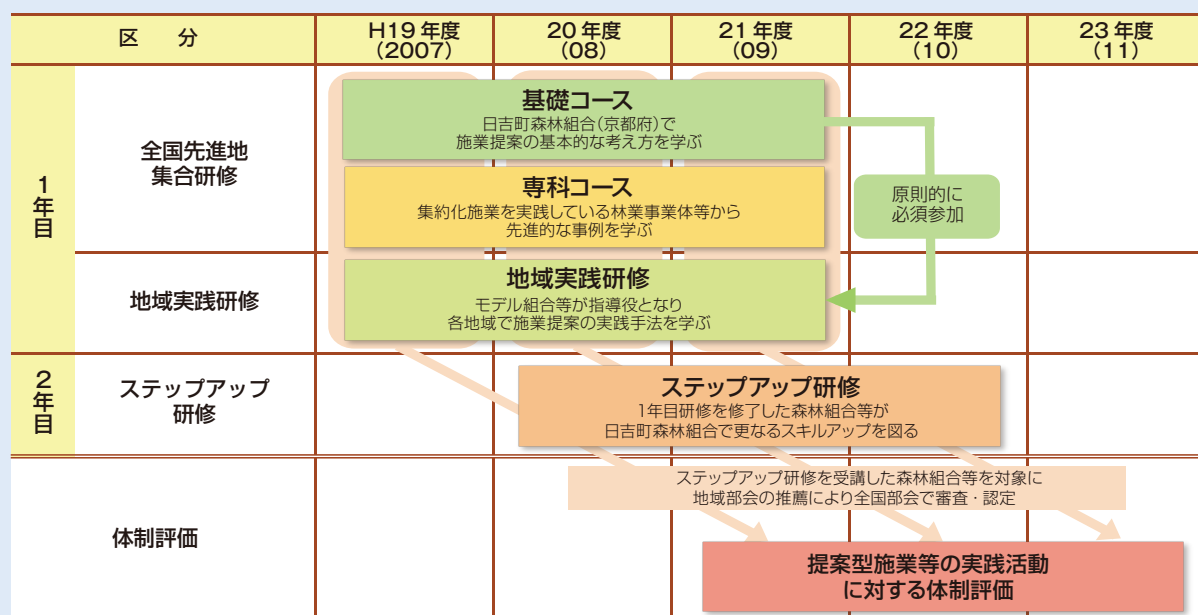 区 分
H19年度
(2007)
20年度
(08)
21年度
(09)
22年度
(10)
23年度
(11)
1年目
全国先進地
集合研修
基礎コース
日吉町森林組合(京都府)で
施業提案の基本的な考え方を学ぶ
専科コース
集約化施業を実践している林業事業体等から
先進的な事例を学ぶ
原則的に
必須参加
地域実践研修
地域実践研修
モデル組合等が指導役となり
各地域で施業提案の実践手法を学ぶ
2年目
ステップアップ
研修
ステップアップ研修
1年目研修を修了した森林組合等が
日吉町森林組合で更なるスキルアップを図る
体制評価
ステップアップ研修を受講した森林組合等を対象に
地域部会の推薦により全国部会で審査・認定
提案型施業等の実践活動
に対する体制評価